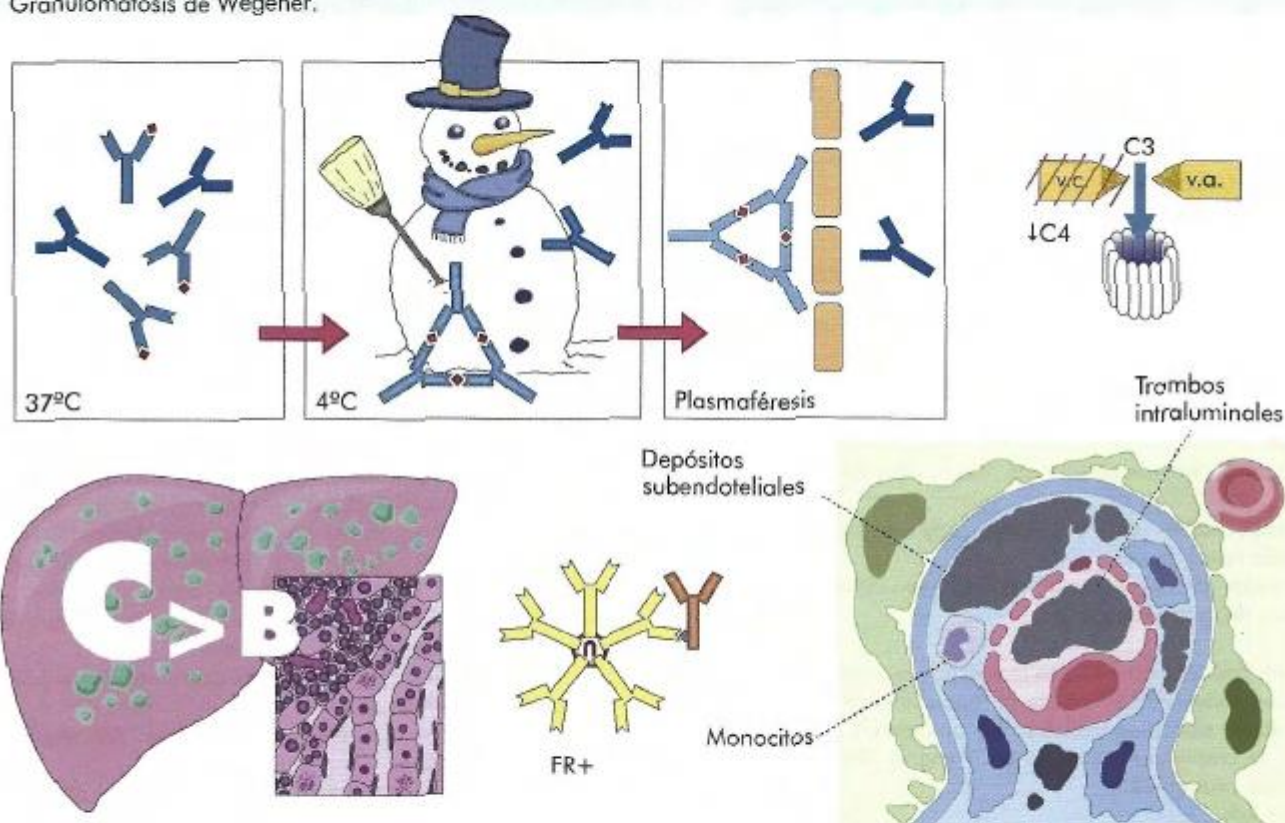 Granulomatosis de Wegener.
37ºC
4ºC
Plasmaféresis
C3
v.c.
v.a.
↓C4
Trombos
intraluminales
Depósitos
subendoteliales
C>B
FR+
Monocitos